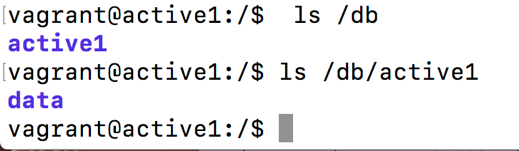 [vagrant@active1:/$  ls /db
active1
[vagrant@active1:/$ ls /db/active1
data
vagrant@active1:/$